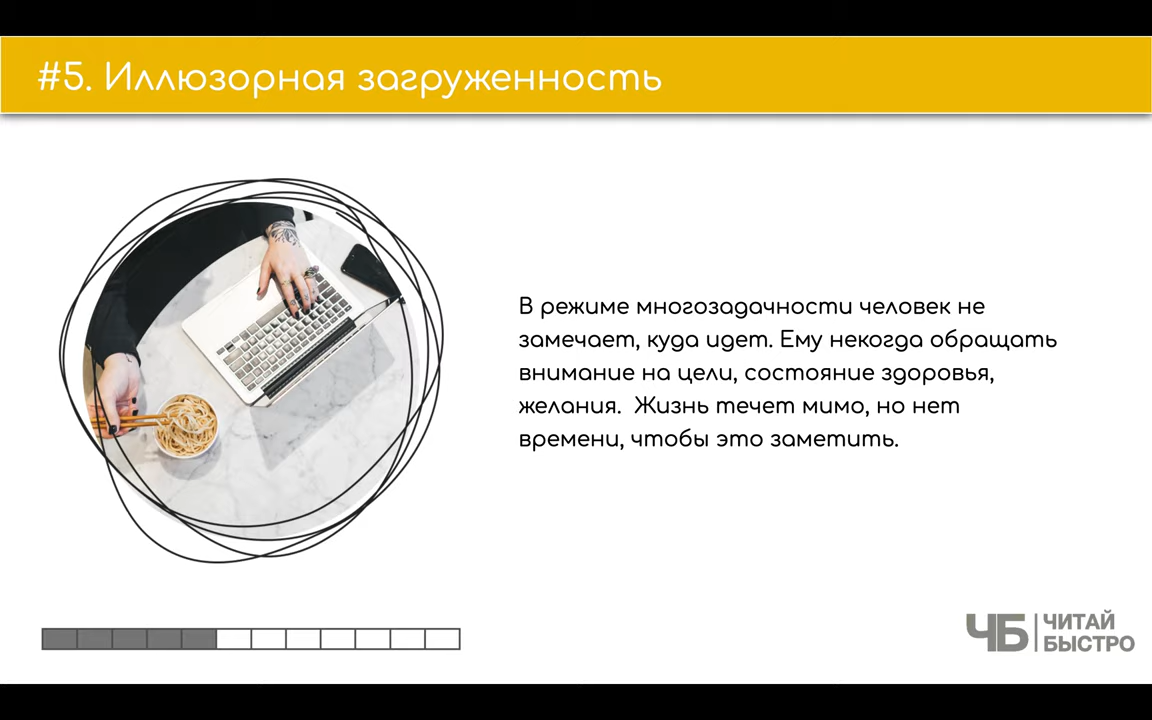 #5. Иллюзорная загруженность
В режиме многозадачности человек не
замечает, куда идет. Ему некогда обращать
внимание на цели, состояние здоровья,
желания.  Жизнь течет мимо, но нет
времени, чтобы это заметить.
ЧБ ЧИТАЙ
БЫСТРО